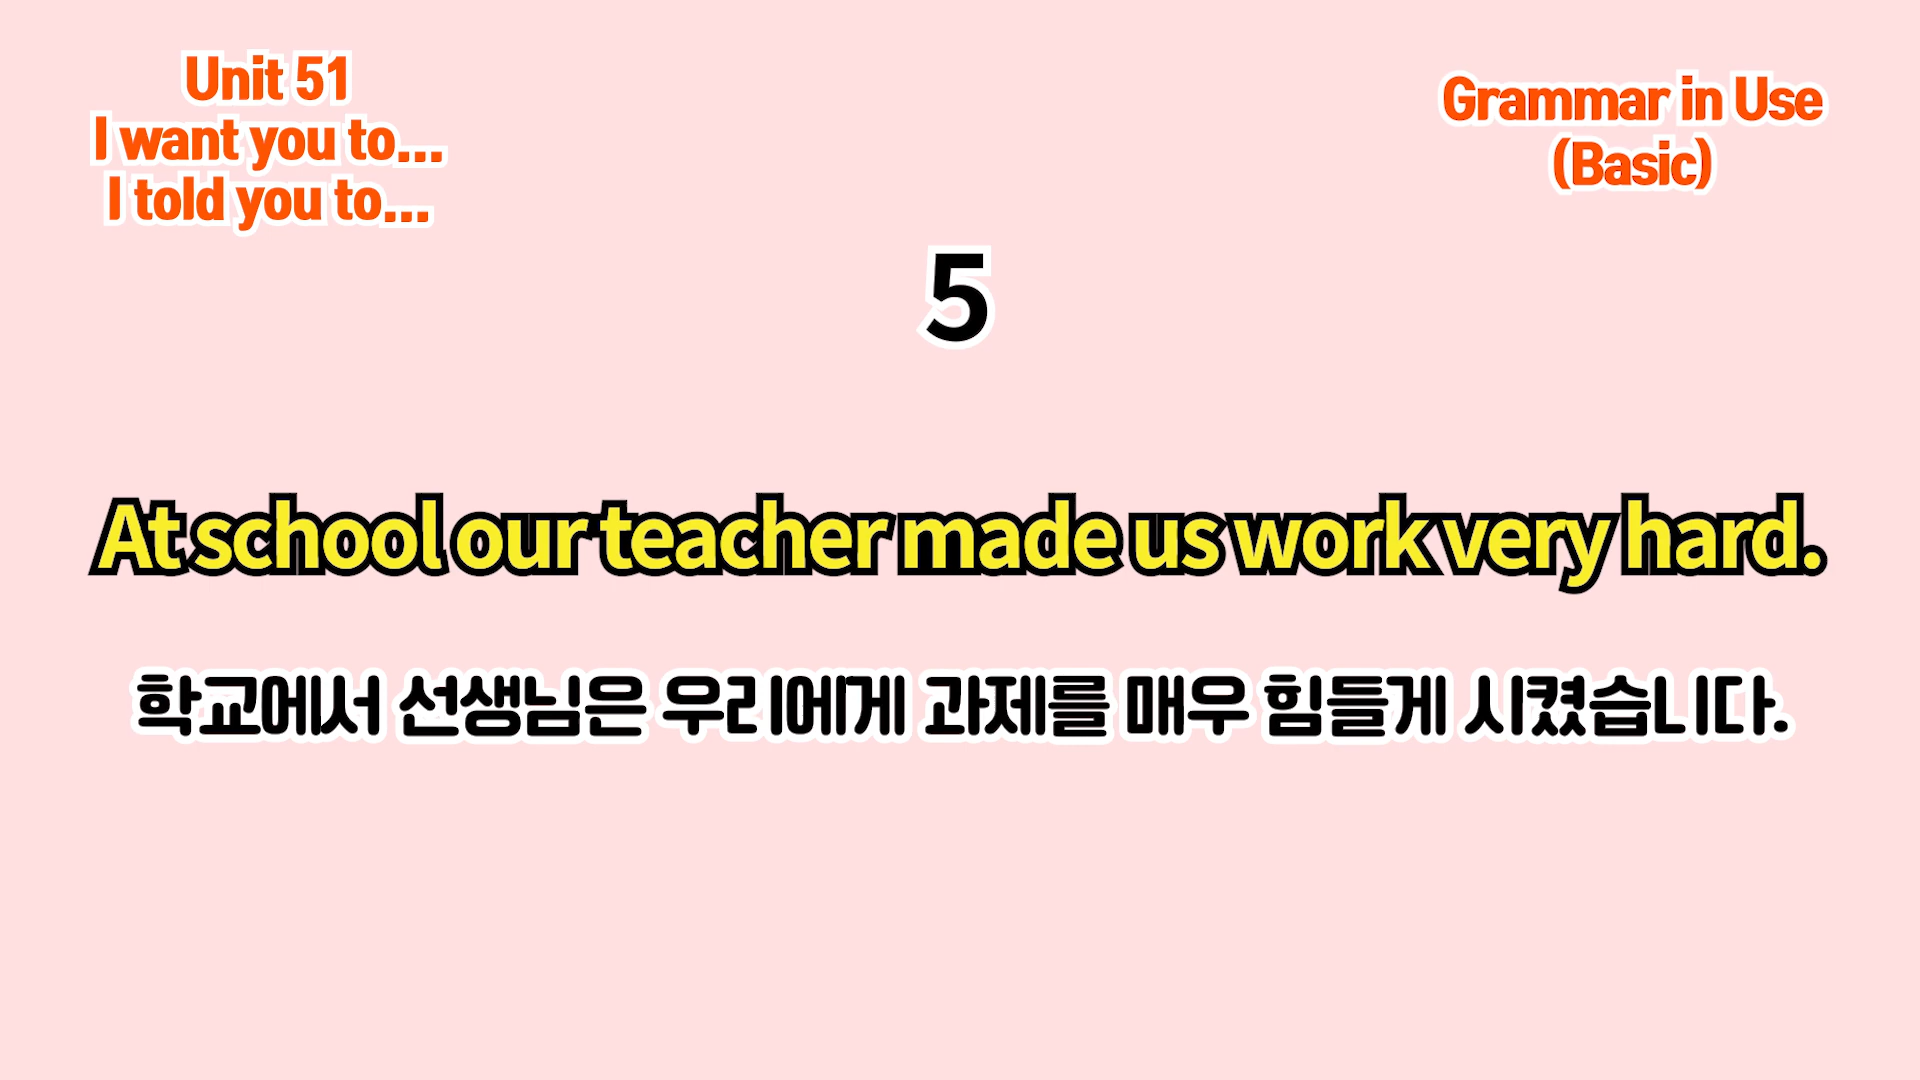 Unit 51
I want you to...
I told you to...
Grammar in Use
(Basic)
5
At school our teacher made us work very hard.
학교에서 선생님은 우리에게 과제를 매우 힘들게 시켰습니다.